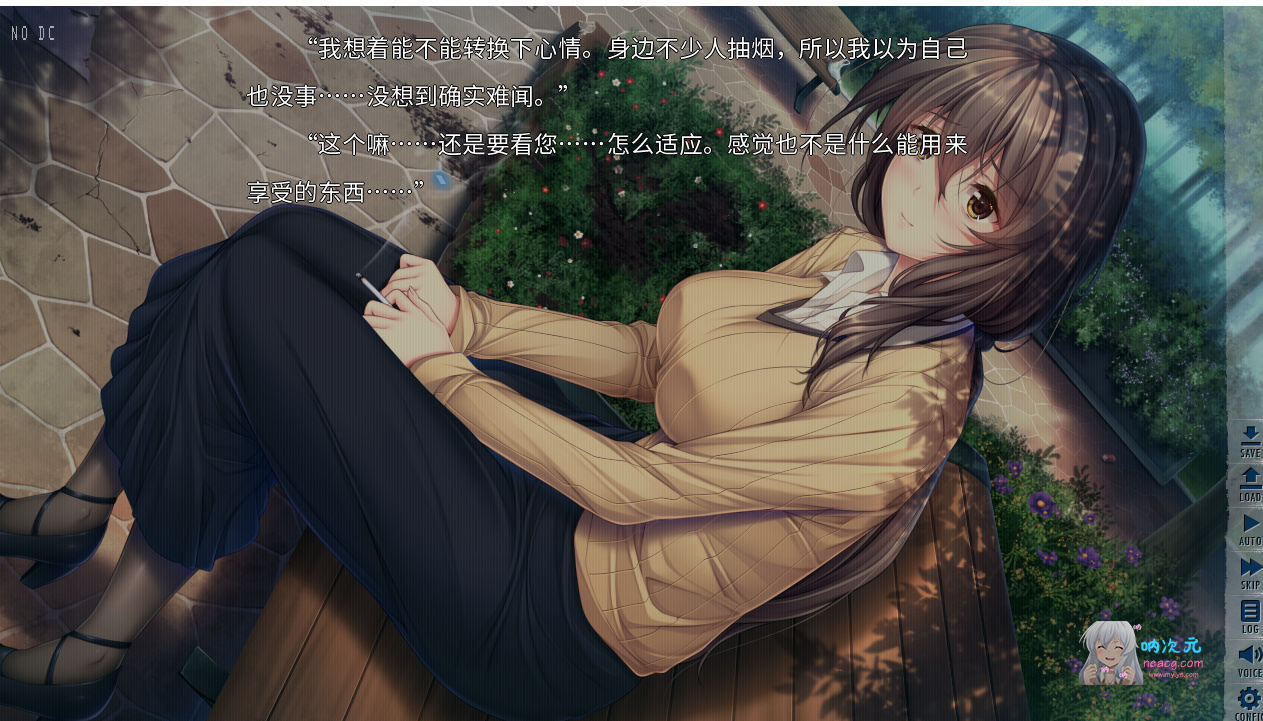 NO DC
“我想着能不能转换下心情。身边不少人抽烟，所以我以为自己
也没事……没想到确实难闻。”
“这个嘛……还是要看您……怎么适应。感觉也不是什么能用来
享受的东西……”
SAVE
LOAD
AUTO
SKIP
LOG
VOICE
CONFIG
呐次元
neacg.com